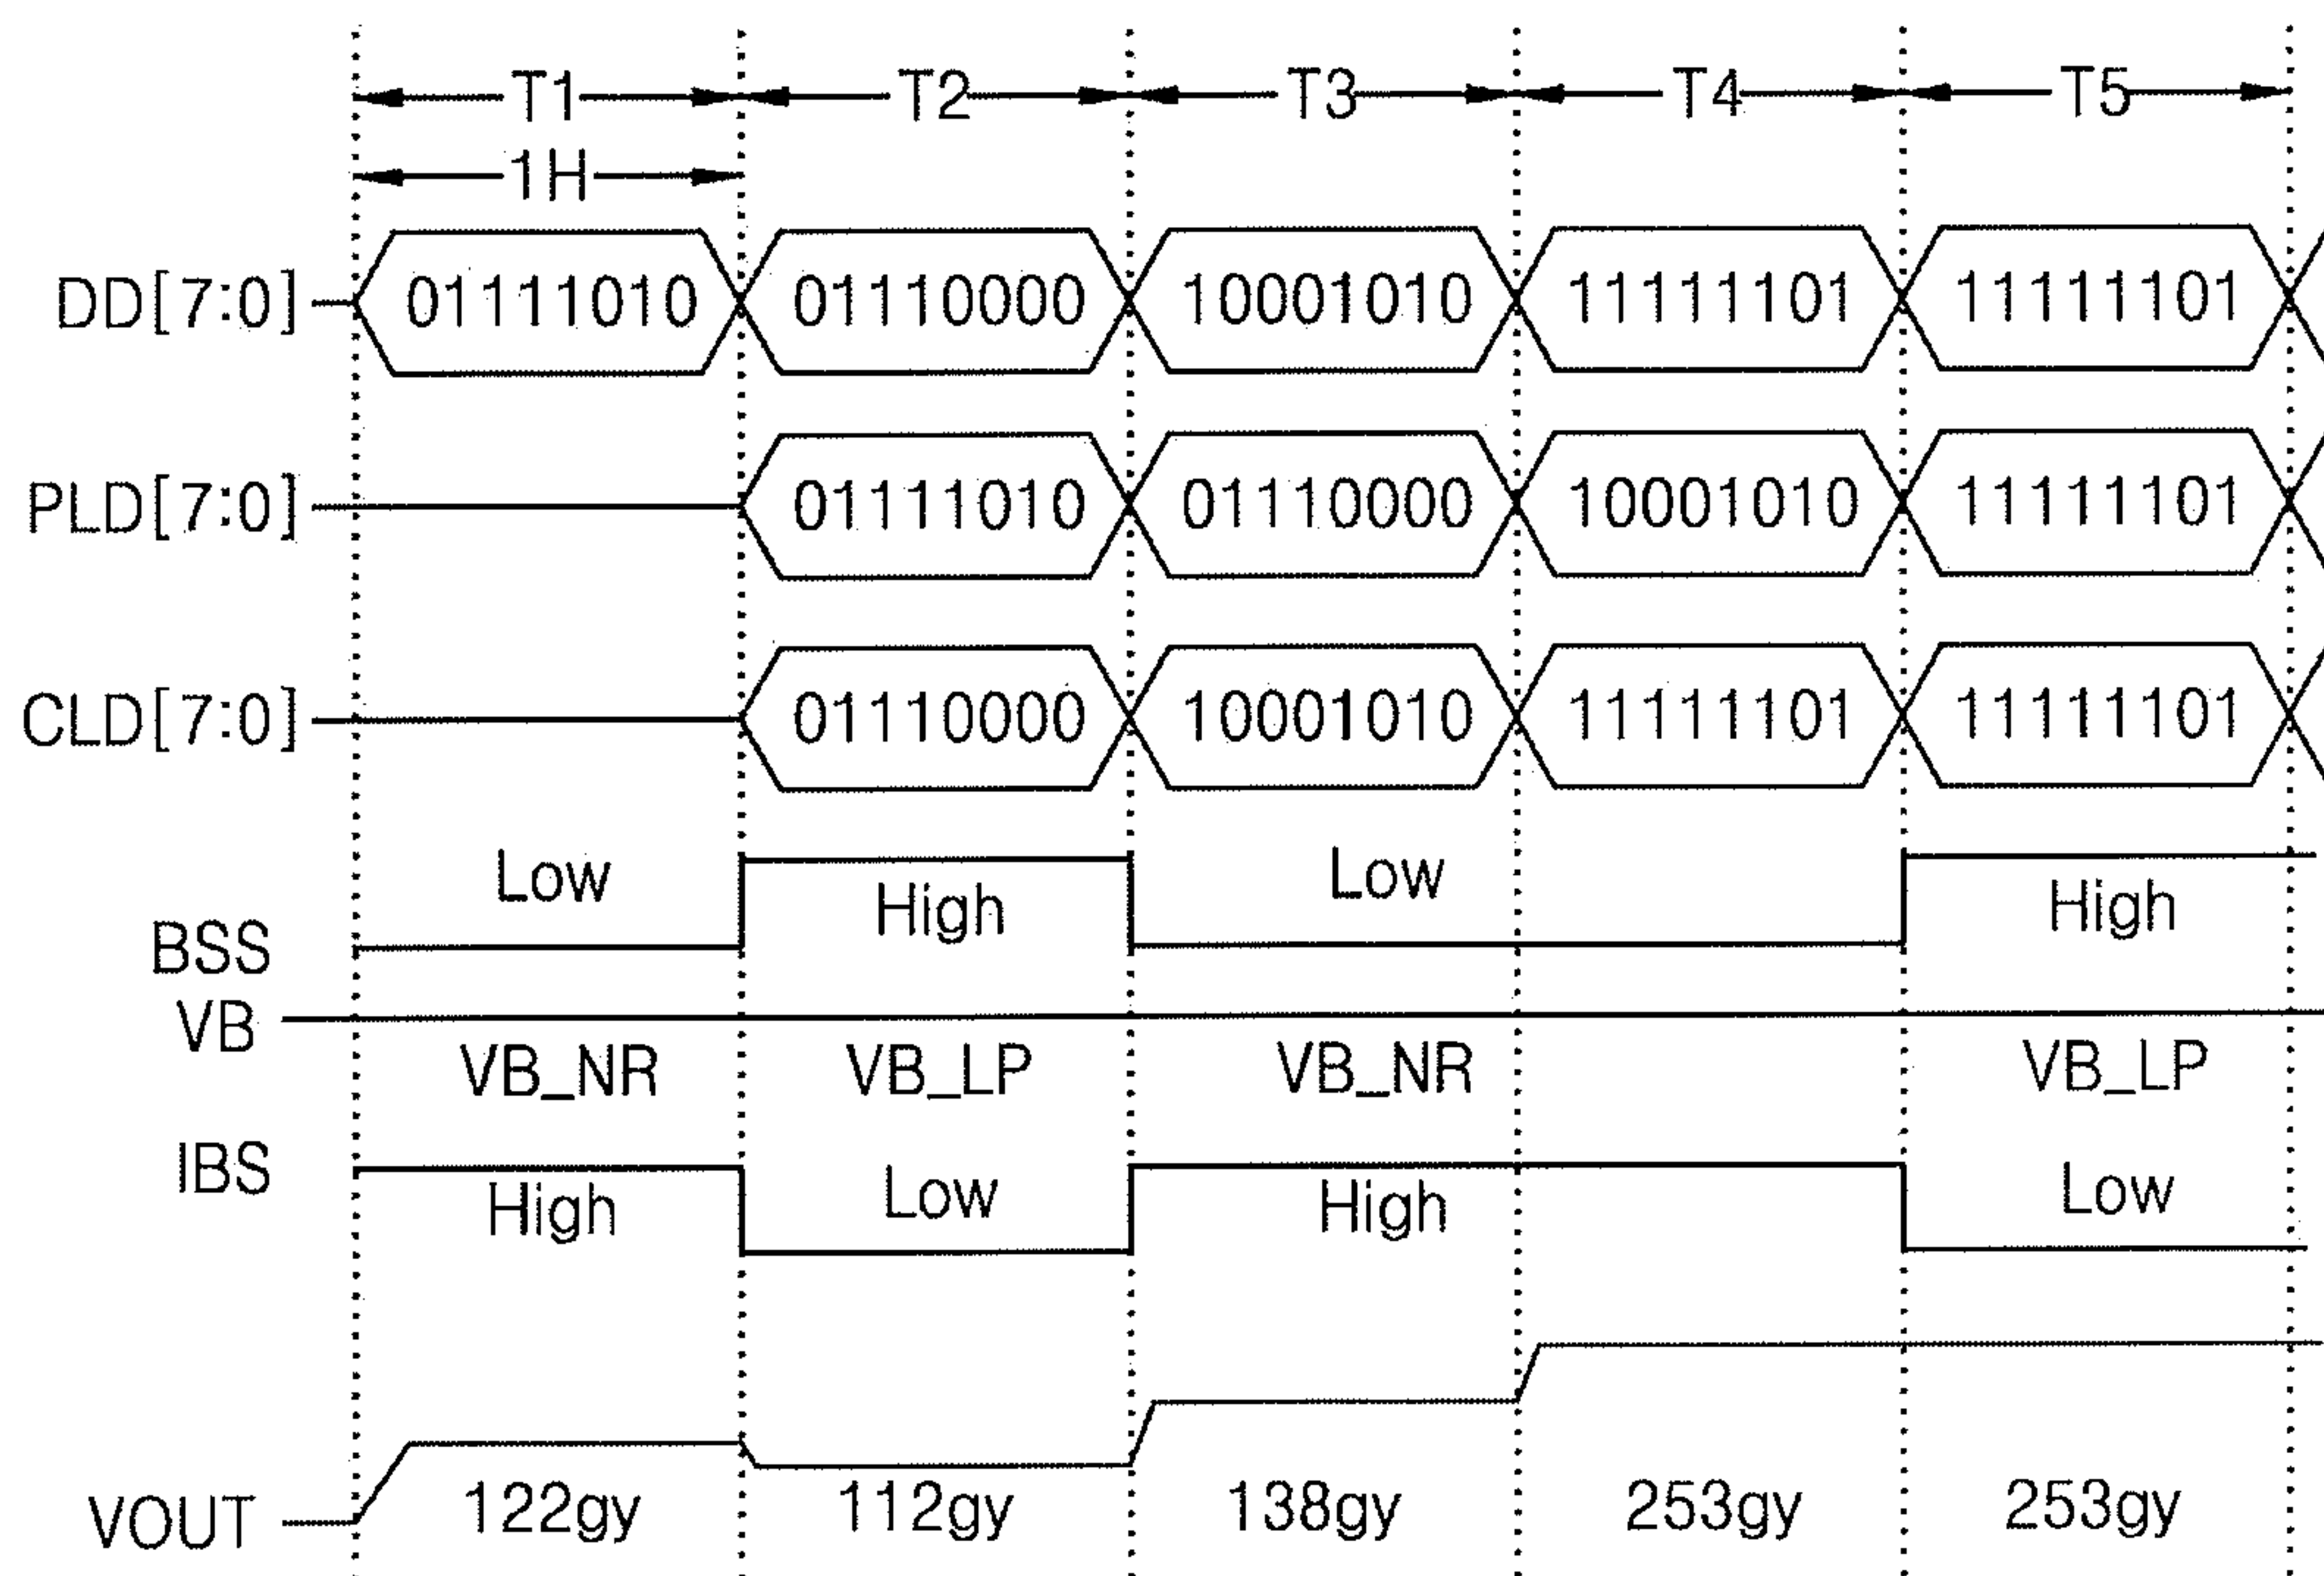 T1 T2 T3 T4 T5
1H
DD[7:0] 01111010 01110000 10001010 11111101 11111101
PLD[7:0] 01111010 01110000 10001010 11111101
CLD[7:0] 01110000 10001010 11111101 11111101
BSS Low High Low High
VB
VB_NR VB_LP VB_NR VB_LP
IBS High Low High Low
VOUT 122gy 112gy 138gy 253gy 253gy